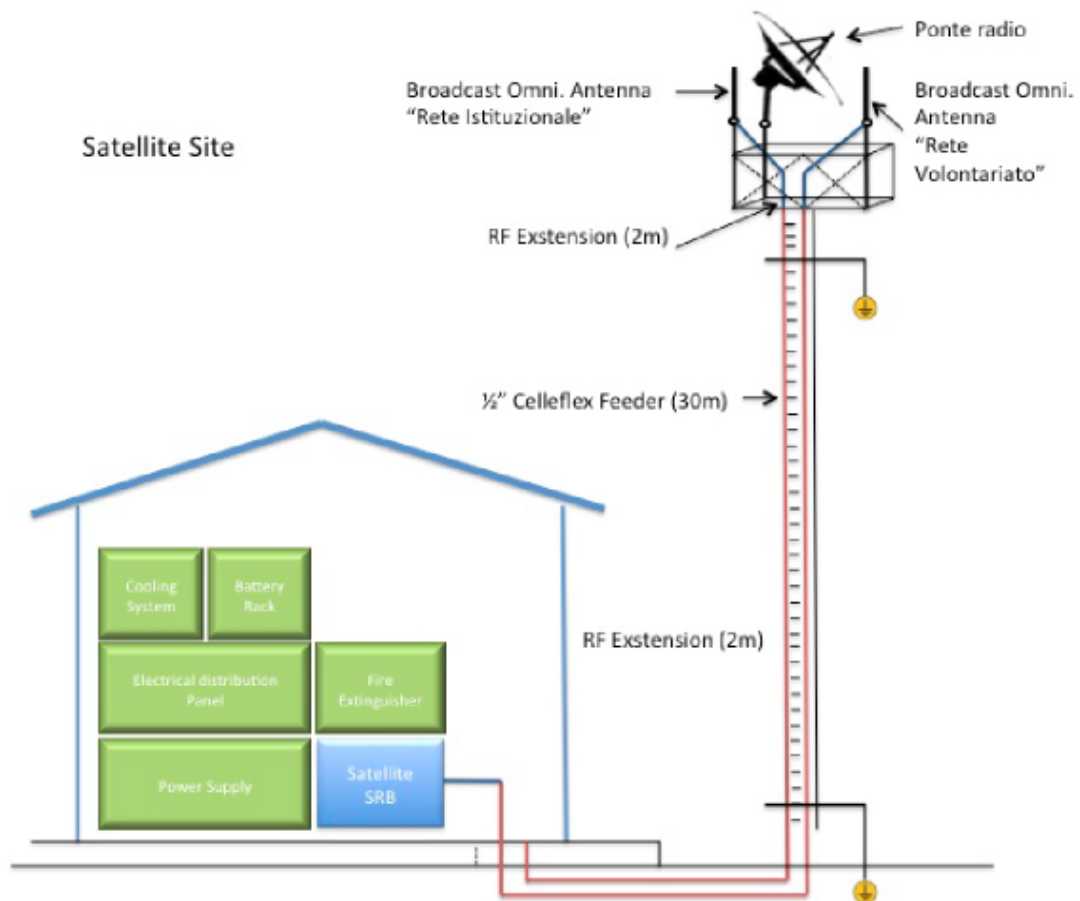 Ponte radio
Broadcast Omni. Antenna
"Rete Istituzionale"
Broadcast Omni.
Antenna
"Rete
Volontariato"
Satellite Site
RF Exstension (2m)
½" Celleflex Feeder (30m)
Cooling
System
Battery
Rack
RF Exstension (2m)
Electrical distribution
Panel
Fire
Extinguisher
Power Supply
Satellite
SRB